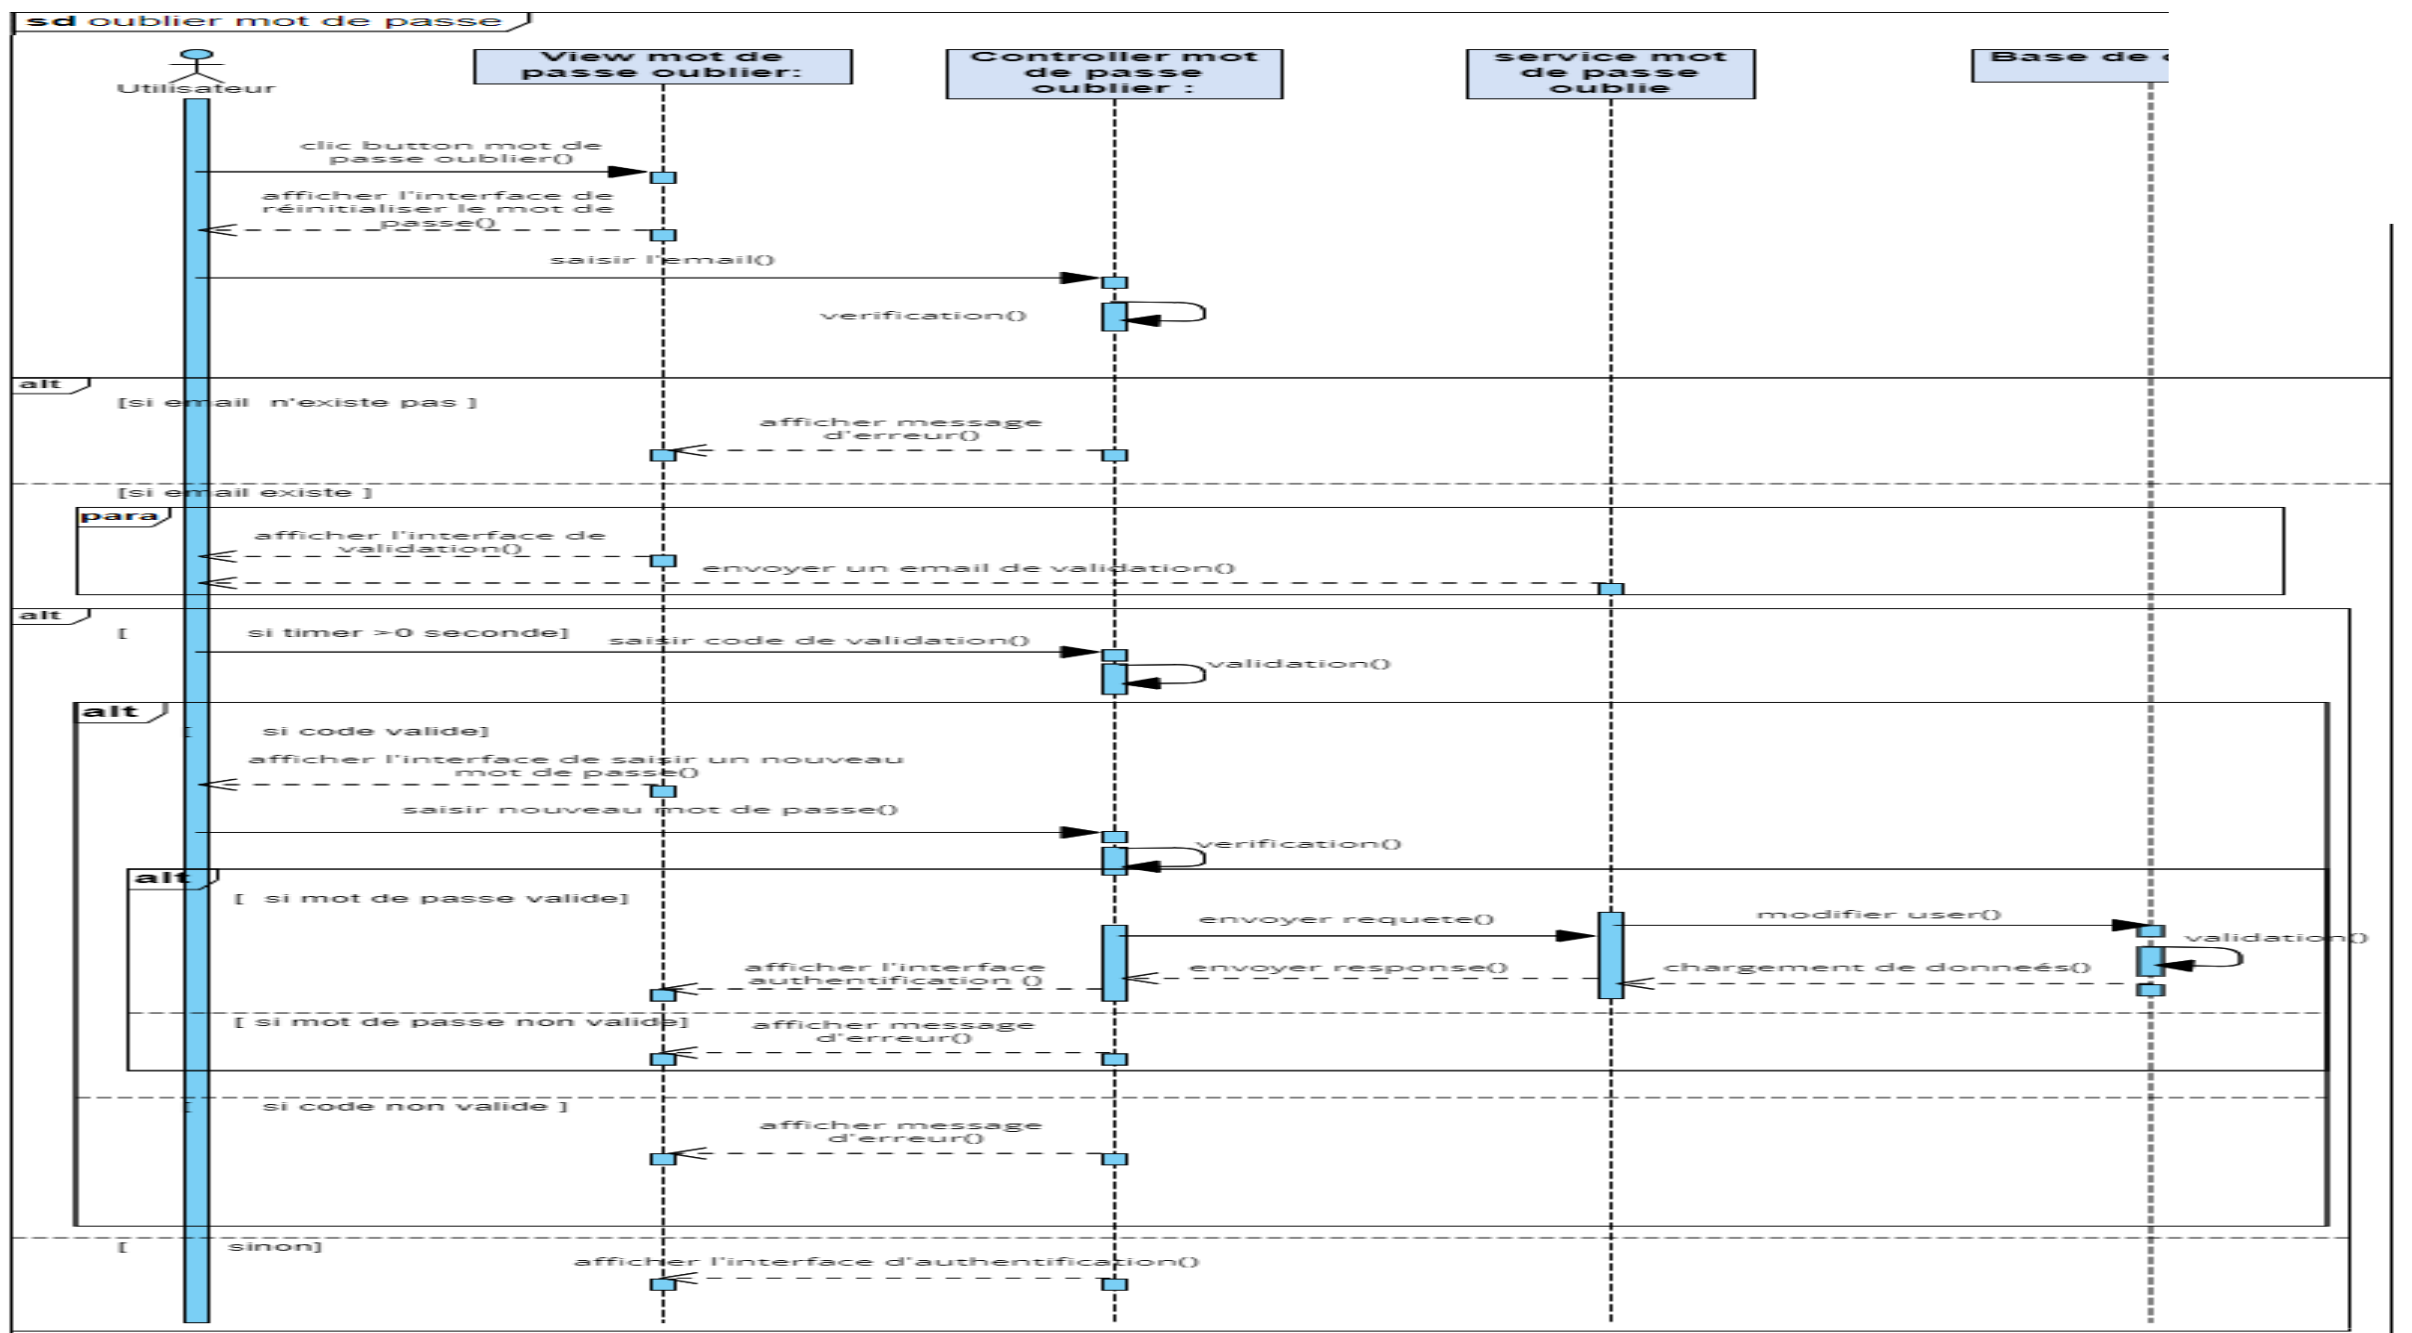 sd oublier mot de passe
Utilisateur
View mot de
passe oublier:
Controller mot
de passe
oublier :
service mot
de passe
oublie
Base de
clic button mot de
passe oublier()
afficher l'interface de
réinitialiser le mot de
passe()
saisir l'email()
verification()
alt
[si email n'existe pas ]
afficher message
d'erreur()
[si email existe ]
para
afficher l'interface de
validation()
envoyer un email de validation()
alt
[ si timer >0 seconde]
saisir code de validation()
validation()
alt
[ si code valide]
afficher l'interface de saisir un nouveau
mot de passe()
saisir nouveau mot de passe()
verification()
alt
[ si mot de passe valide]
envoyer requete()
modifier user()
validation()
afficher l'interface
authentification ()
envoyer response()
chargement de donneés()
[ si mot de passe non valide]
afficher message
d'erreur()
[ si code non valide ]
afficher message
d'erreur()
[ sinon]
afficher l'interface d'authentification()